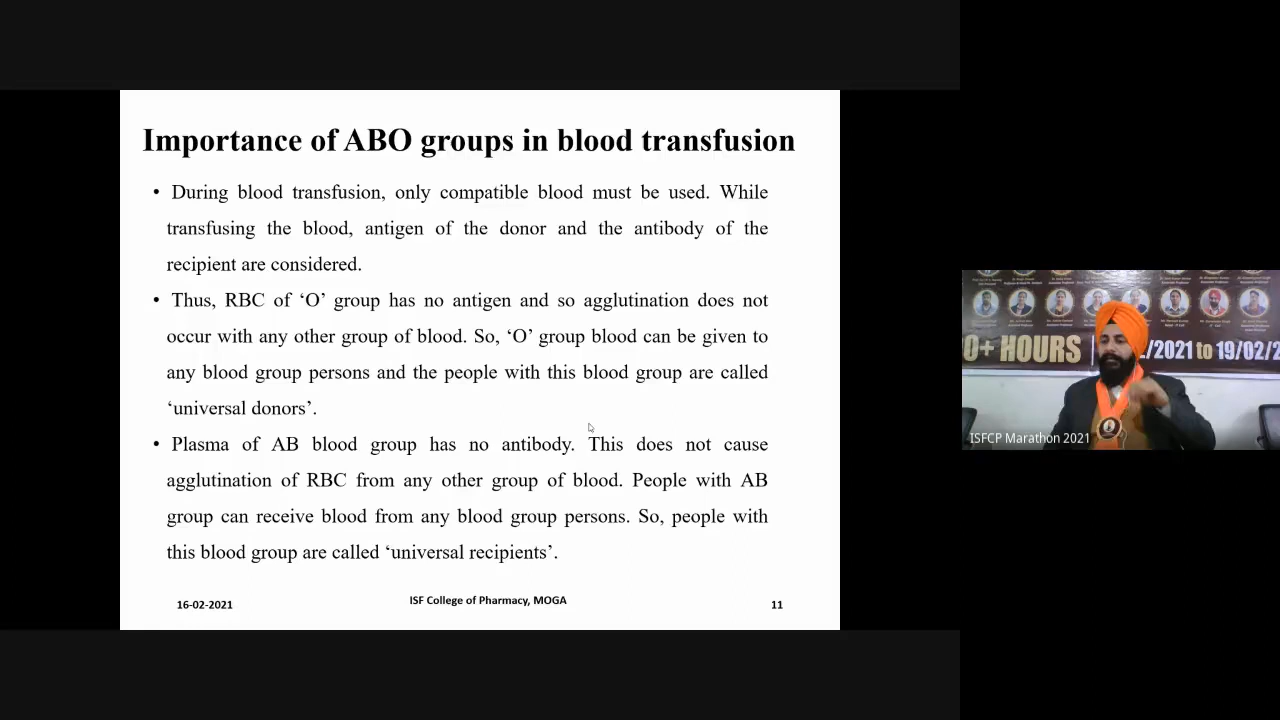 Importance of ABO groups in blood transfusion
• During blood transfusion, only compatible blood must be used. While
transfusing the blood, antigen of the donor and the antibody of the
recipient are considered.
• Thus, RBC of ‘O’ group has no antigen and so agglutination does not
occur with any other group of blood. So, ‘O’ group blood can be given to
any blood group persons and the people with this blood group are called
‘universal donors’.
• Plasma of AB blood group has no antibody. This does not cause
agglutination of RBC from any other group of blood. People with AB
group can receive blood from any blood group persons. So, people with
this blood group are called ‘universal recipients’.
16-02-2021
ISF College of Pharmacy, MOGA
11
0+ HOURS
/2021 to 19/02/2
ISFCP Marathon 2021